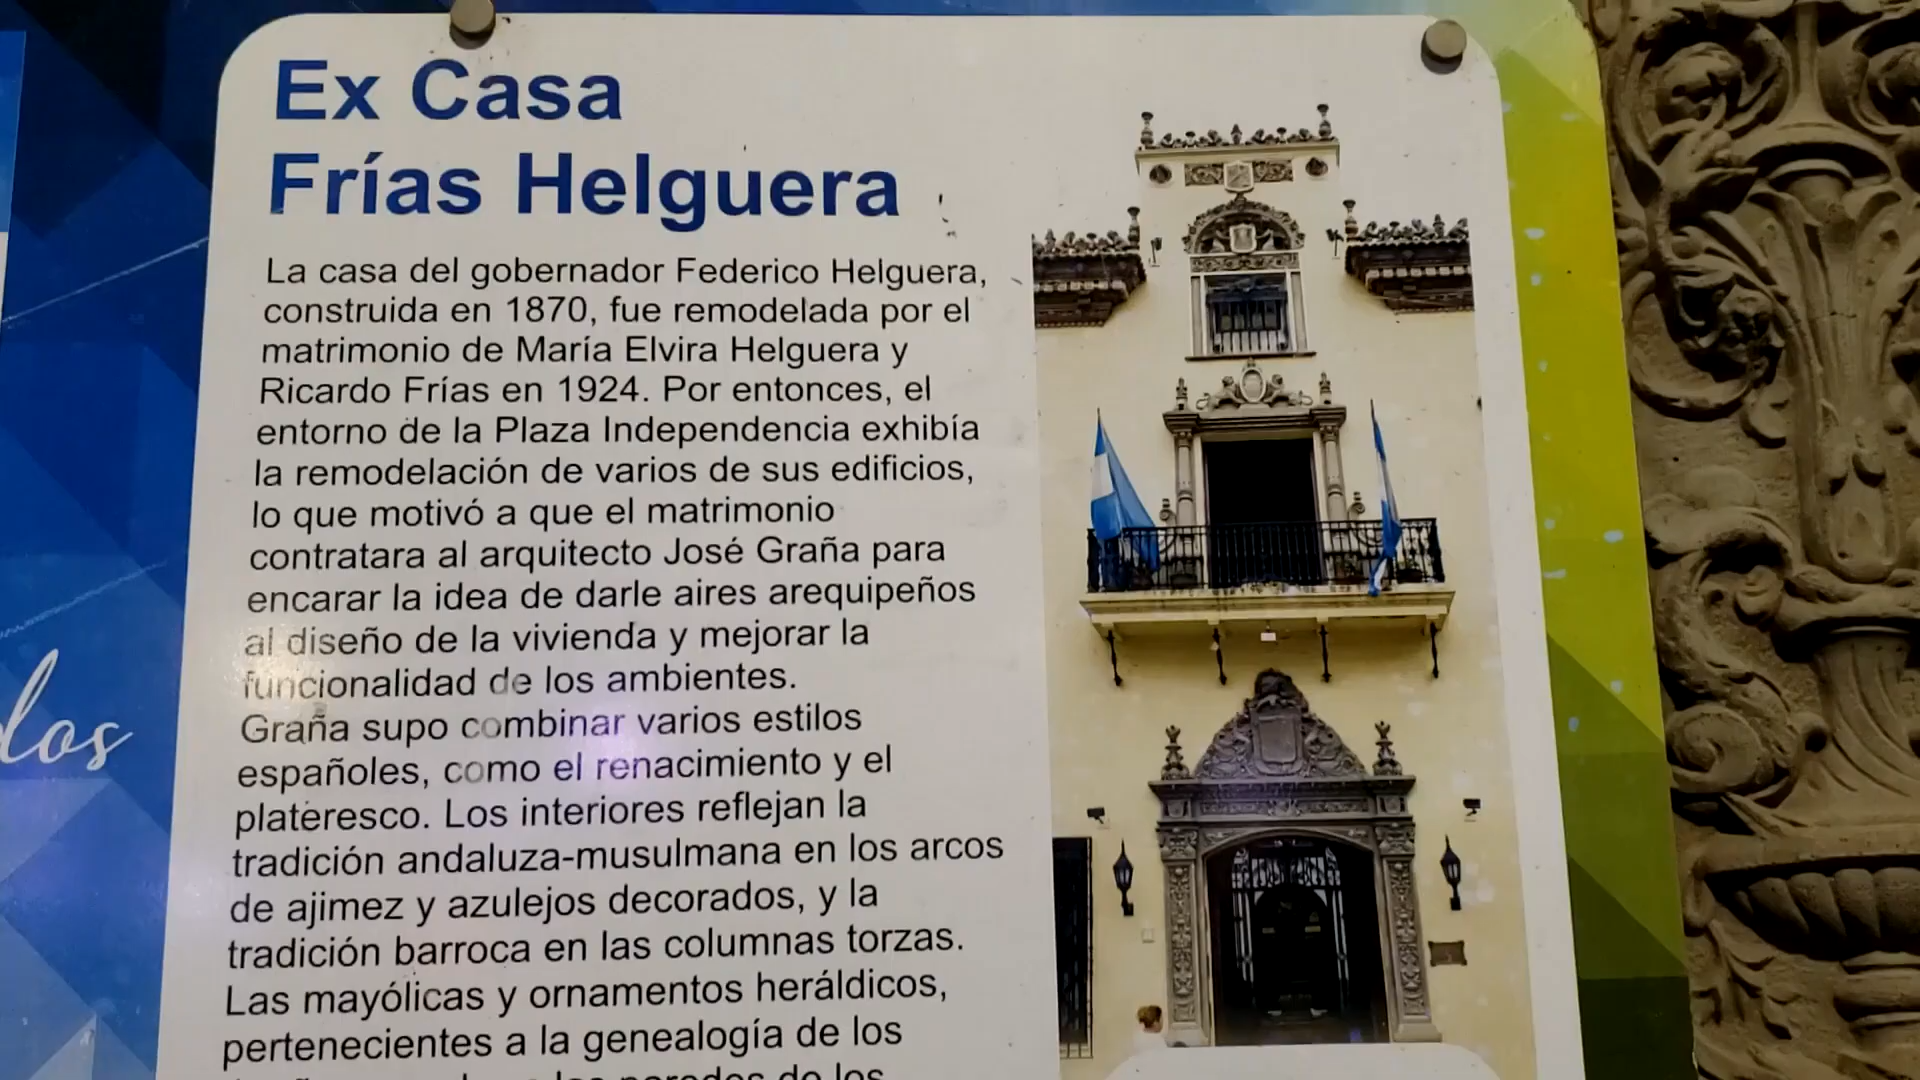 Ex Casa
Frías Helguera
La casa del gobernador Federico Helguera,
construida en 1870, fue remodelada por el
matrimonio de María Elvira Helguera y
Ricardo Frías en 1924. Por entonces, el
entorno de la Plaza Independencia exhibía
la remodelación de varios de sus edificios,
lo que motivó a que el matrimonio
contratara al arquitecto José Graña para
encarar la idea de darle aires arequipeños
al diseño de la vivienda y mejorar la
funcionalidad de los ambientes.
Graña supo combinar varios estilos
españoles, como el renacimiento y el
plateresco. Los interiores reflejan la
tradición andaluza-musulmana en los arcos
de ajimez y azulejos decorados, y la
tradición barroca en las columnas torzas.
Las mayólicas y ornamentos heráldicos,
pertenecientes a la genealogía de los
paredes de los
dos